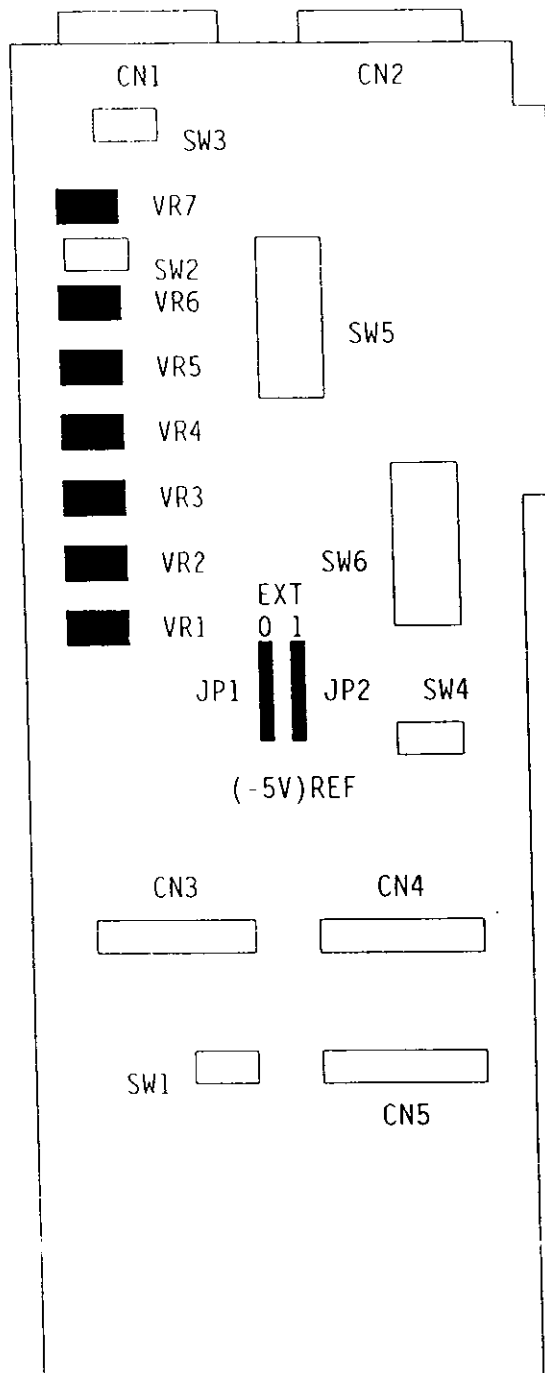 CN1
CN2
SW3
VR7
SW2
VR6
SW5
VR5
VR4
VR3
VR2
SW6
EXT
VR1
0 1
JP1
JP2
SW4
(-5V)REF
CN3
CN4
SW1
CN5